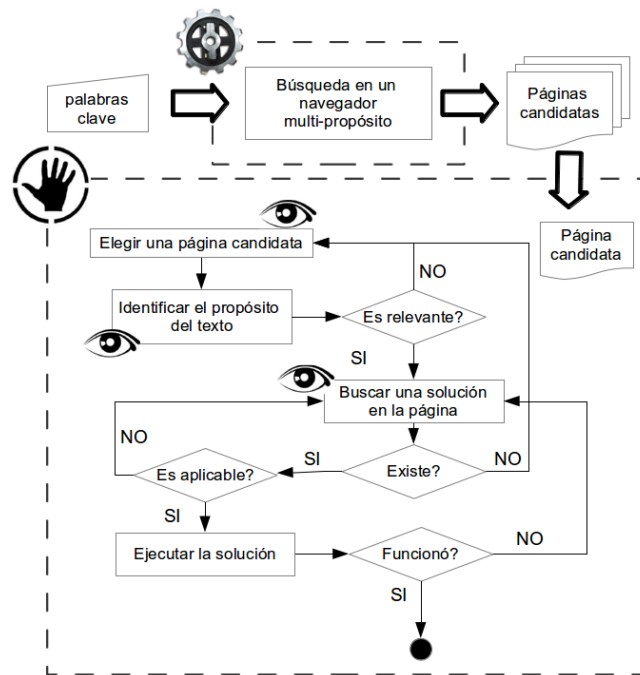 palabras
clave
Búsqueda en un
navegador
multi-propósito
Páginas
candidatas
Página
candidata
Elegir una página candidata
Identificar el propósito
del texto
Es relevante?
NO
SI
Buscar una solución
en la página
Existe?
NO
SI
Es aplicable?
NO
SI
Ejecutar la solución
Funcionó?
NO
SI